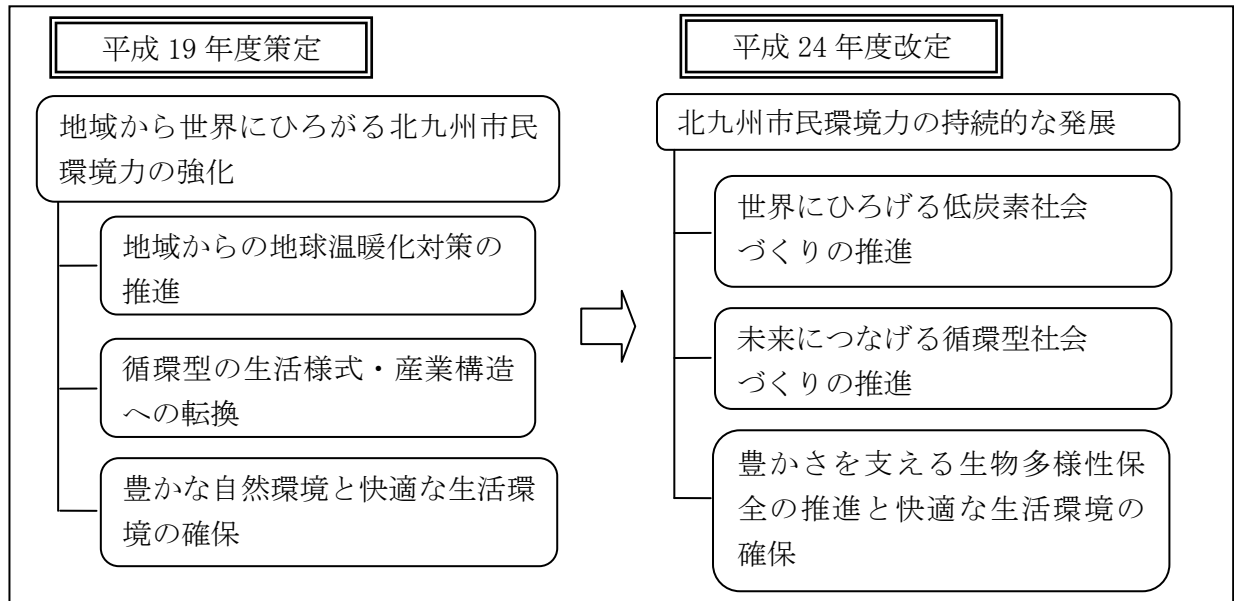 平成 19 年度策定
地域から世界にひろがる北九州市民
環境力の強化
地域からの地球温暖化対策の
推進
循環型の生活様式・産業構造
への転換
豊かな自然環境と快適な生活環
境の確保
平成 24 年度改定
北九州市民環境力の持続的な発展
世界にひろげる低炭素社会
づくりの推進
未来につなげる循環型社会
づくりの推進
豊かさを支える生物多様性保
全の推進と快適な生活環境の
確保